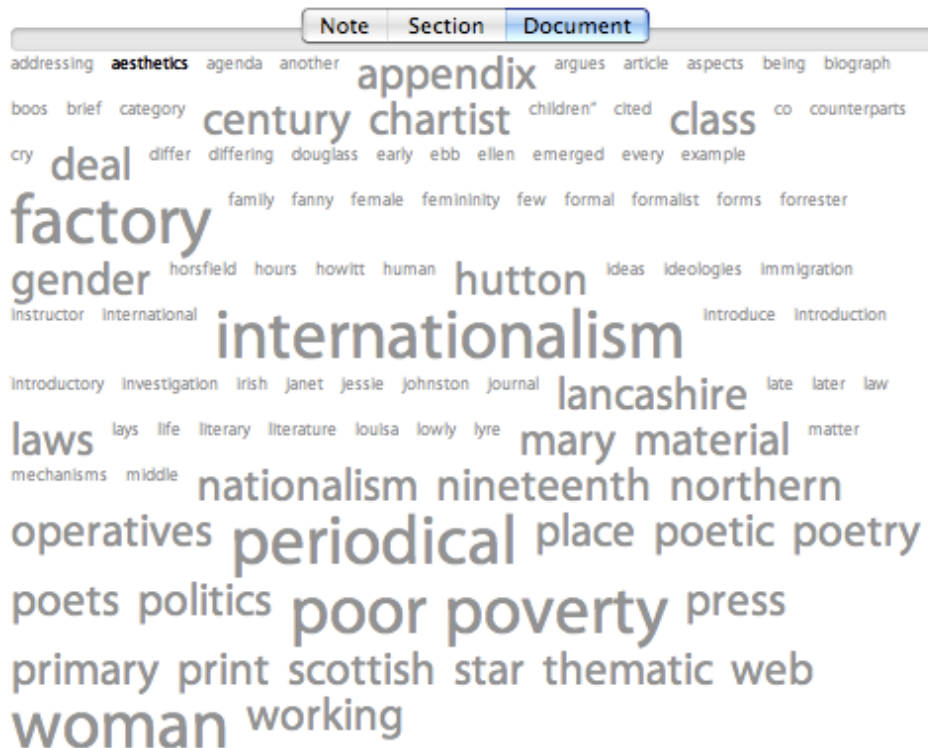 Note Section Document
addressing aesthetics agenda another appendix argues article aspects being biograph
boos brief category century chartist children" cited class co counterparts
cry deal differ differing douglass early ebb ellen emerged every example
factory family fanny female femininity few formal formalist forms forrester
gender horsfield hours howitt human hutton ideas ideologies immigration
instructor international internationalism introduce introduction
introductory investigation irish janet jessie johnston journal lancashire late later law
laws lays life literary literature louisa lowly lyre mary material matter
mechanisms middle nationalism nineteenth northern
operatives periodical place poetic poetry
poets politics poor poverty press
primary print scottish star thematic web
woman working